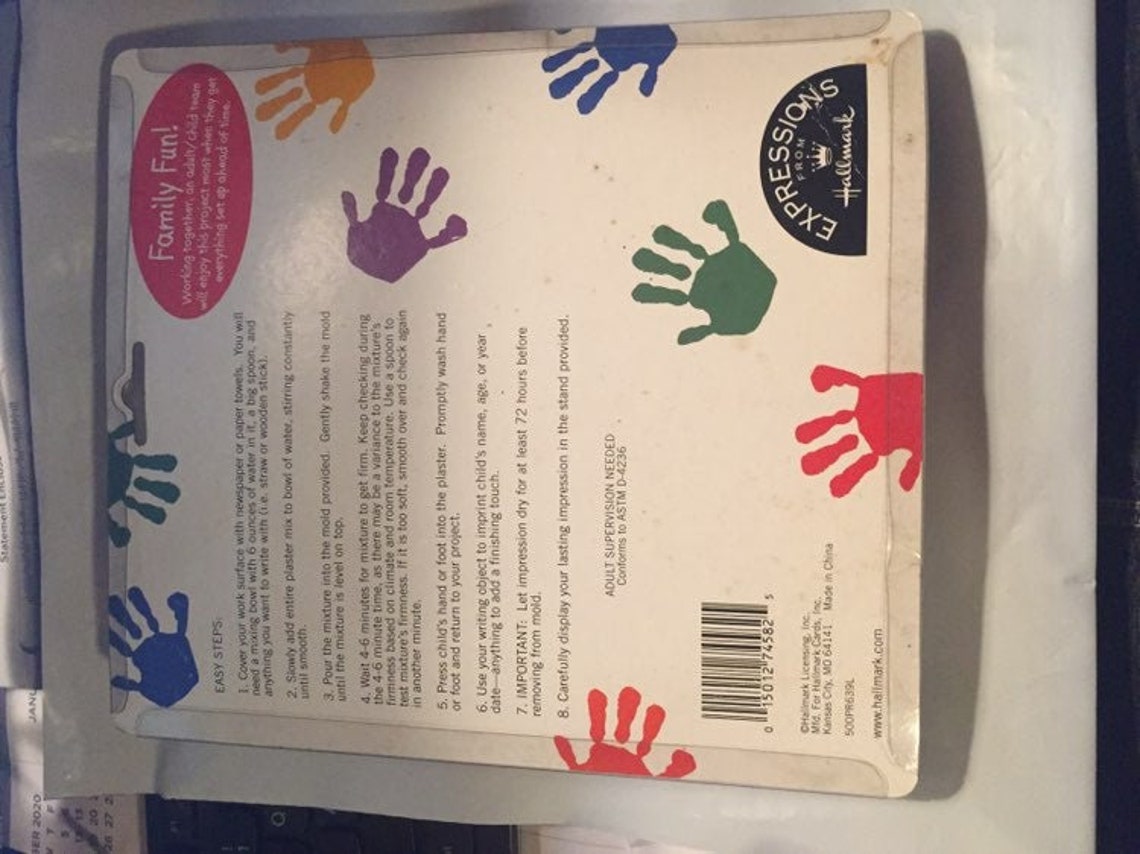 Family Fun!
Working together, an adult/child team
will enjoy this project most when they get
everything set up ahead of time.
EASY STEPS:
1. Cover your work surface with newspaper or paper towels. You will
need a mixing bowl with 6 ounces of water in it, a big spoon, and
anything you want to write with (i.e. straw or wooden stick).
2. Slowly add entire plaster mix to bowl of water, stirring constantly
until smooth.
3. Pour the mixture into the mold provided. Gently shake the mold
until the mixture is level on top.
4. Wait 4-6 minutes for mixture to get firm. Keep checking during
the 4-6 minute time, as there may be a variance to the mixture's
firmness based on climate and room temperature. Use a spoon to
test mixture's firmness. If it is too soft, smooth over and check again
in another minute.
5. Press child's hand or foot into the plaster. Promptly wash hand
or foot and return to your project.
6. Use your writing object to imprint child's name, age, or year
date—anything to add a finishing touch.
7. IMPORTANT: Let impression dry for at least 72 hours before
removing from mold.
8. Carefully display your lasting impression in the stand provided.
ADULT SUPERVISION NEEDED
Conforms to ASTM D-4236
0 15012 74582 5
©Hallmark Licensing, Inc.
Mfd. For Hallmark Cards, Inc.
Kansas City, MO 64141 Made in China
500PR639L
www.hallmark.com
EXPRESSIONS
FROM
Hallmark
Statement Enclose
JANU
BER 2020